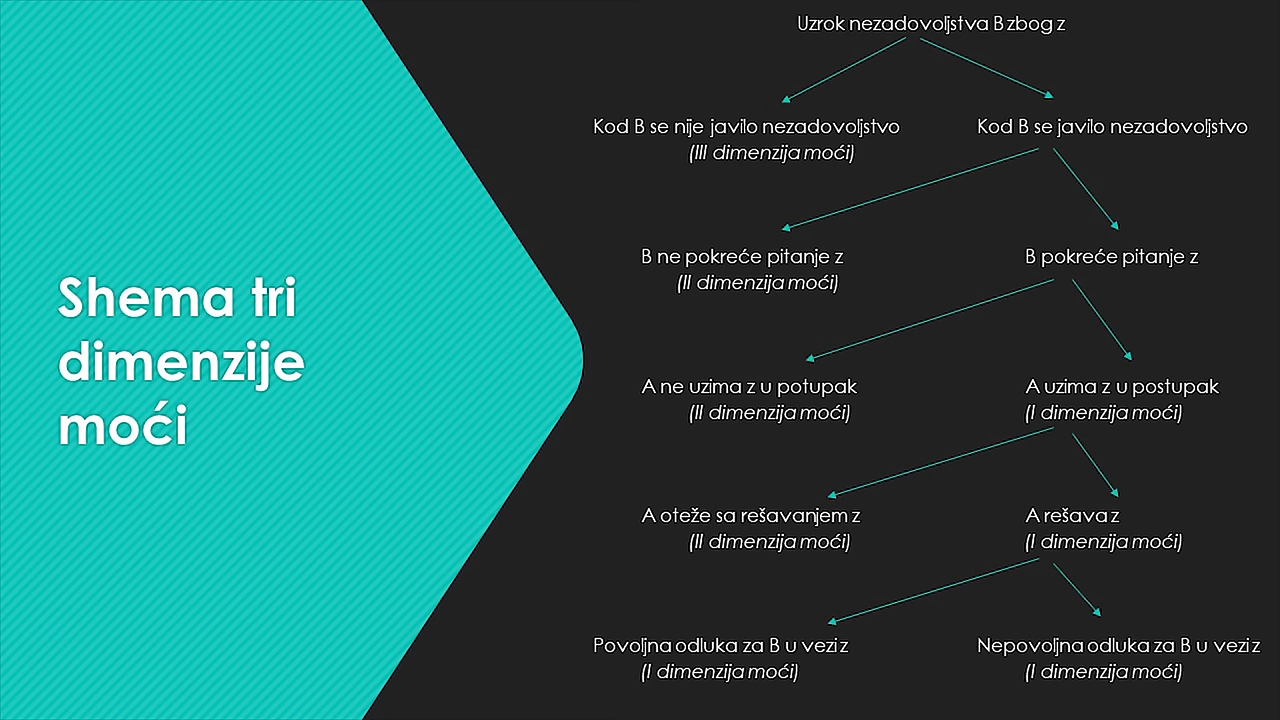 Shema tri
dimenzije
moći
Uzrok nezadovoljstva B zbog z
Kod B se nije javilo nezadovoljstvo
(III dimenzija moći)
Kod B se javilo nezadovoljstvo
B ne pokreće pitanje z
(II dimenzija moći)
B pokreće pitanje z
A ne uzima z u potupak
(II dimenzija moći)
A uzima z u postupak
(I dimenzija moći)
A oteže sa rešavanjem z
(II dimenzija moći)
A rešava z
(I dimenzija moći)
Povoljna odluka za B u vezi z
(I dimenzija moći)
Nepovoljna odluka za B u vezi z
(I dimenzija moći)